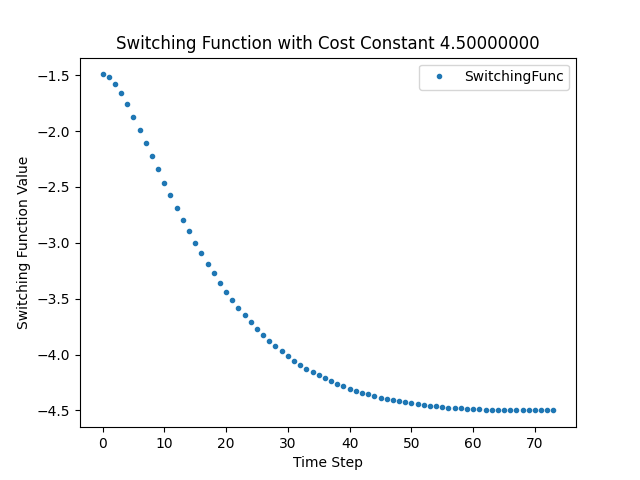 Switching Function with Cost Constant 4.50000000
SwitchingFunc
Switching Function Value
−1.5
−2.0
−2.5
−3.0
−3.5
−4.0
−4.5
0 10 20 30 40 50 60 70
Time Step